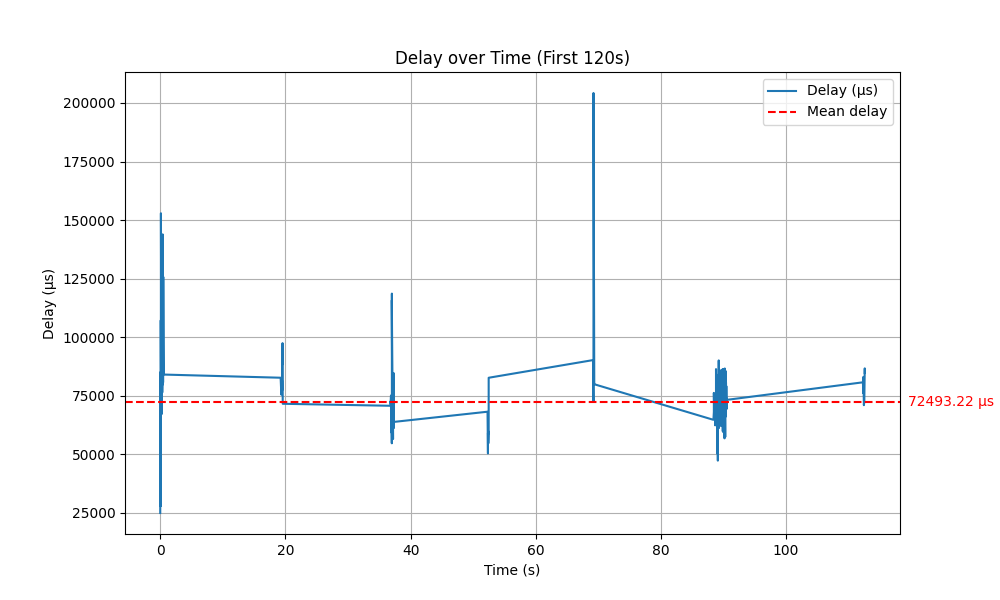 Delay over Time (First 120s)
Delay (μs)
Mean delay
200000
175000
150000
125000
100000
75000
50000
25000
Delay (μs)
72493.22 μs
0
20
40
60
80
100
Time (s)